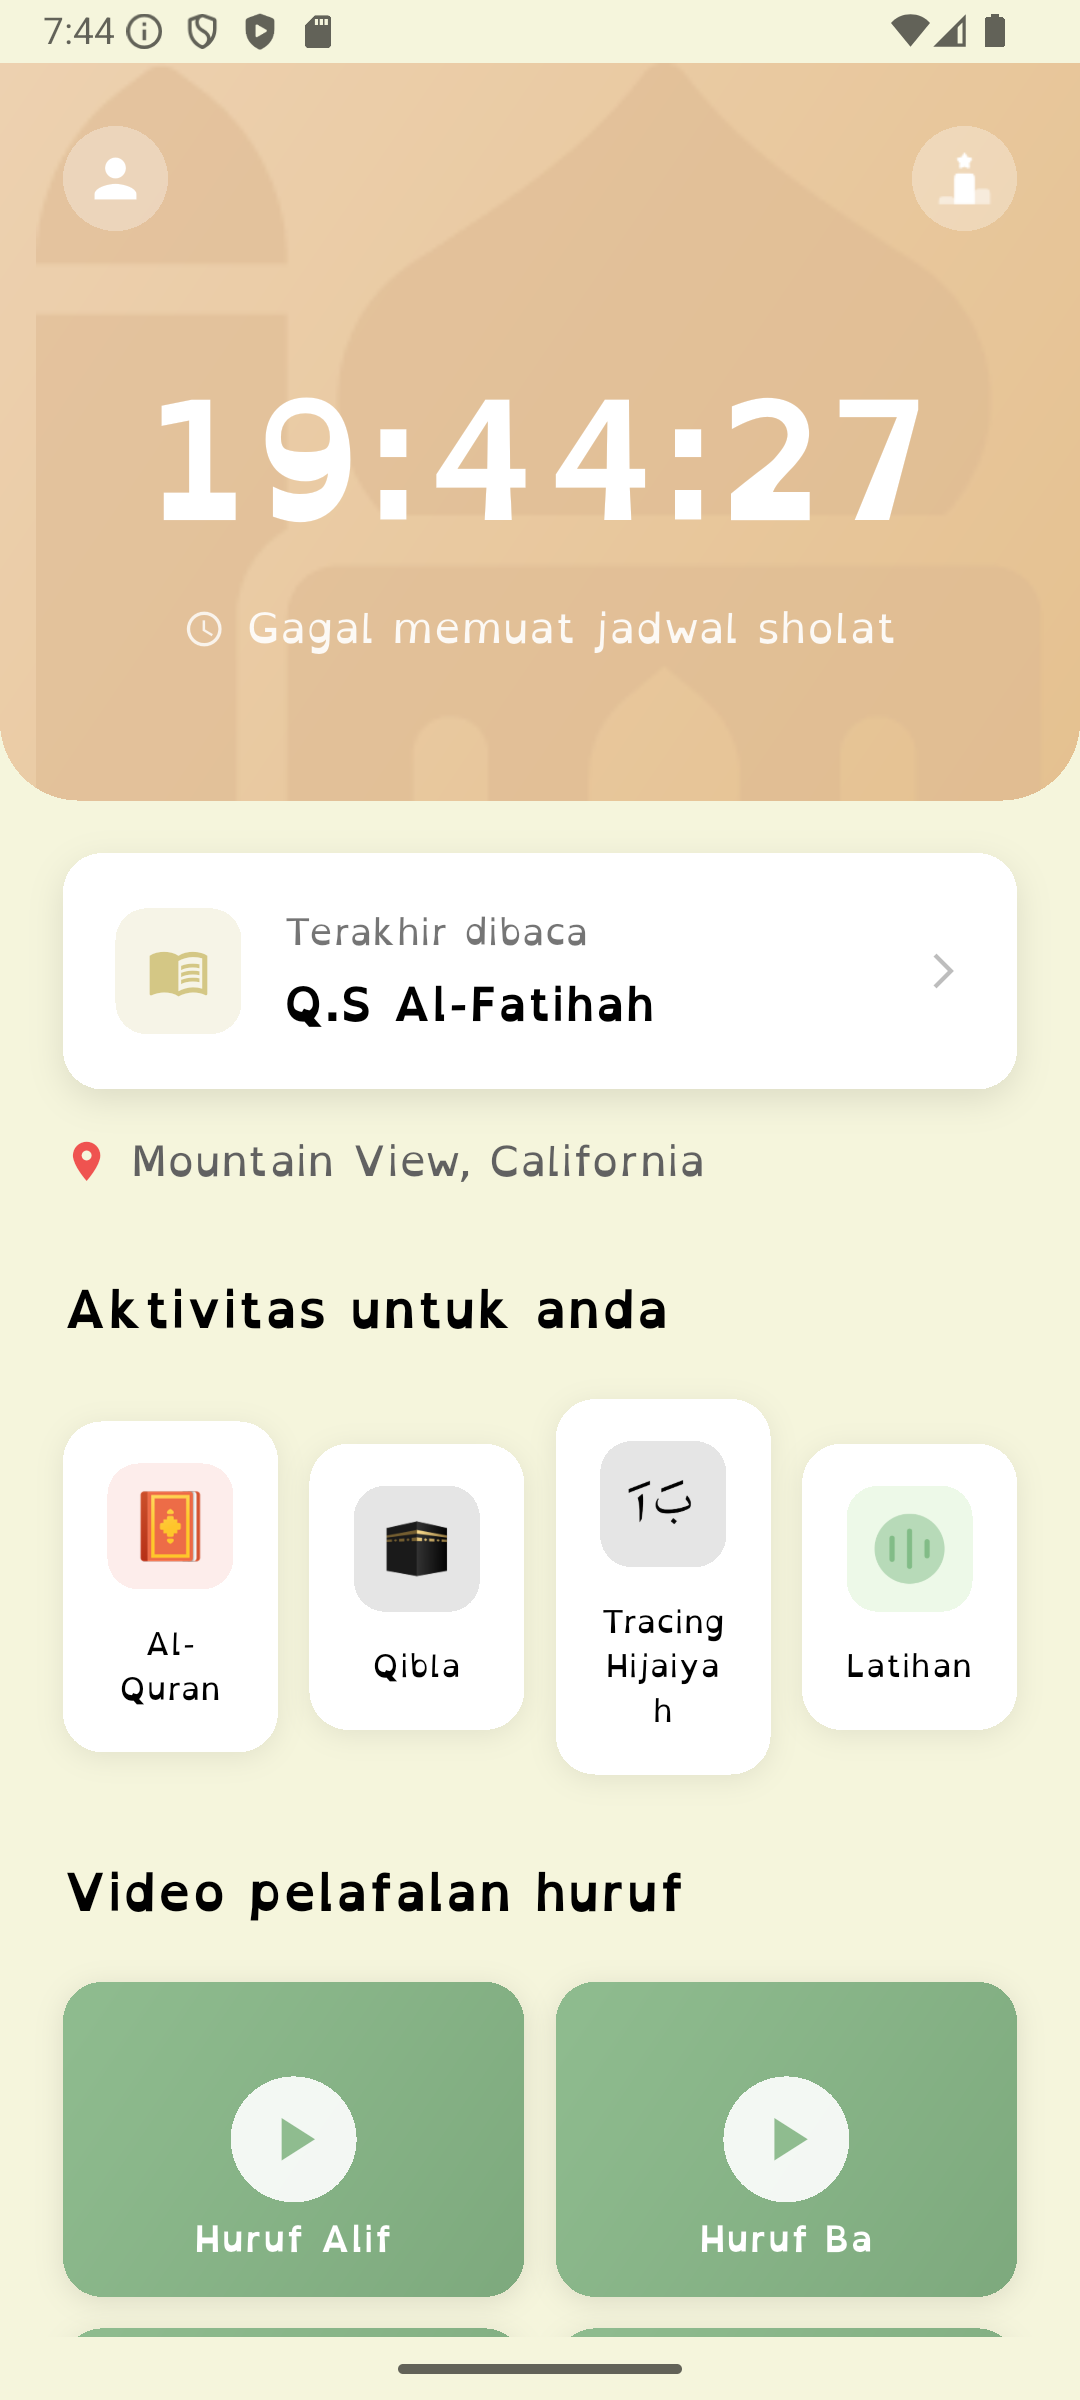 7:44
19:44:27
Gagal memuat jadwal sholat
Terakhir dibaca
Q.S Al-Fatihah
Mountain View, California
Aktivitas untuk anda
Al-
Quran
Qibla
بَ اَ
Tracing
Hijaiya
h
Latihan
Video pelafalan huruf
Huruf Alif
Huruf Ba